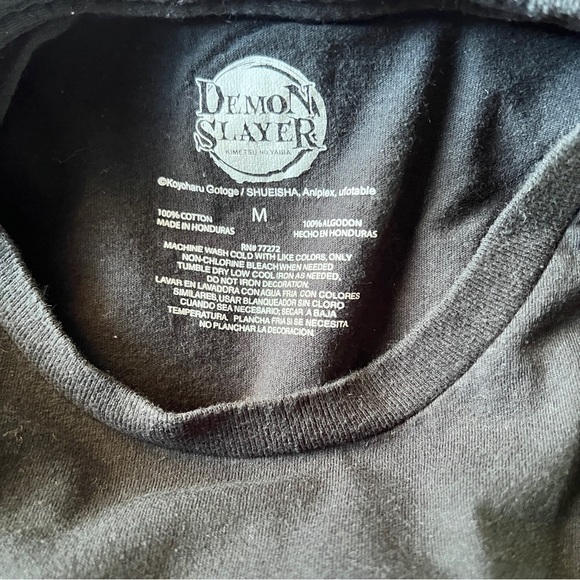 DEMON
SLAYER
KIMETSU NO YAIBA
©Koyoharu Gotoge / SHUEISHA, Aniplex, ufotable
100% COTTON
MADE IN HONDURAS
M
100% ALGODON
HECHO EN HONDURAS
RN# 77272
MACHINE WASH COLD WITH LIKE COLORS, ONLY
NON-CHLORINE BLEACH WHEN NEEDED
TUMBLE DRY LOW COOL IRON AS NEEDED,
DO NOT IRON DECORATION.
LAVAR EN LAVADORA CON AGUA FRIA CON COLORES
SIMILARES, USAR BLANQUEADOR SIN CLORO
CUANDO SEA NECESARIO; SECAR A BAJA
TEMPERATURA. PLANCHA FRIA SI SE NECESITA
NO PLANCHAR LA DECORACION.